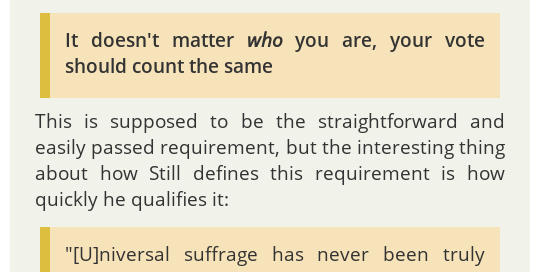 It doesn't matter who you are, your vote
should count the same
This is supposed to be the straightforward and
easily passed requirement, but the interesting thing
about how Still defines this requirement is how
quickly he qualifies it:
"[U]niversal suffrage has never been truly